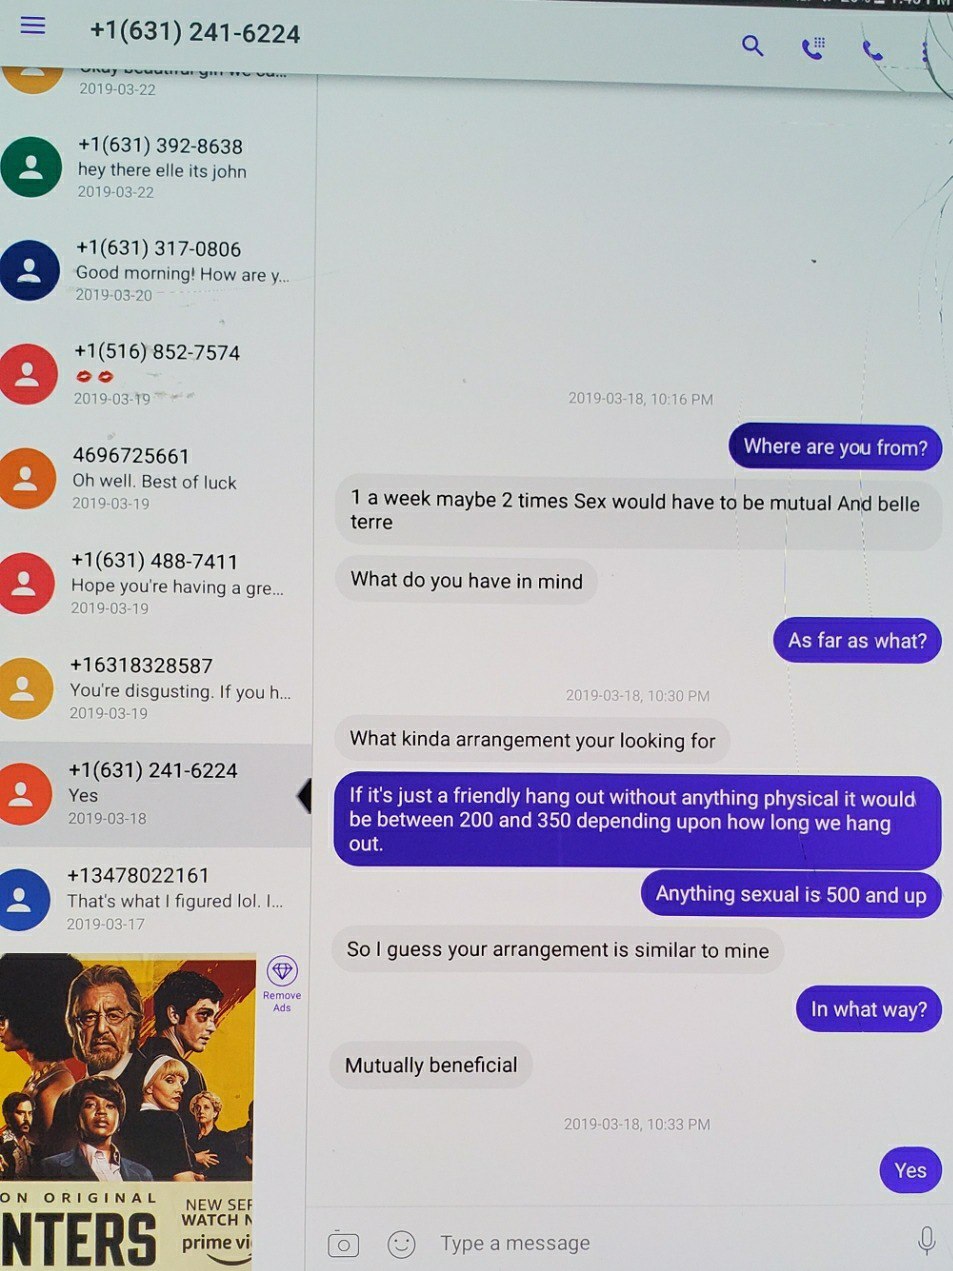 +1(631) 241-6224
Okay beautiful girl we ca...
2019-03-22
+1(631) 392-8638
hey there elle its john
2019-03-22
+1(631) 317-0806
Good morning! How are y...
2019-03-20
+1(516) 852-7574
💋💋
2019-03-19
4696725661
Oh well. Best of luck
2019-03-19
+1(631) 488-7411
Hope you're having a gre...
2019-03-19
+16318328587
You're disgusting. If you h...
2019-03-19
+1(631) 241-6224
Yes
2019-03-18
+13478022161
That's what I figured lol. I...
2019-03-17
Remove
Ads
ON ORIGINAL
NTERS
NEW SER
WATCH N
prime vi
2019-03-18, 10:16 PM
Where are you from?
1 a week maybe 2 times Sex would have to be mutual And belle
terre
What do you have in mind
As far as what?
2019-03-18, 10:30 PM
What kinda arrangement your looking for
If it's just a friendly hang out without anything physical it would
be between 200 and 350 depending upon how long we hang
out.
Anything sexual is 500 and up
So I guess your arrangement is similar to mine
In what way?
Mutually beneficial
2019-03-18, 10:33 PM
Yes
Type a message